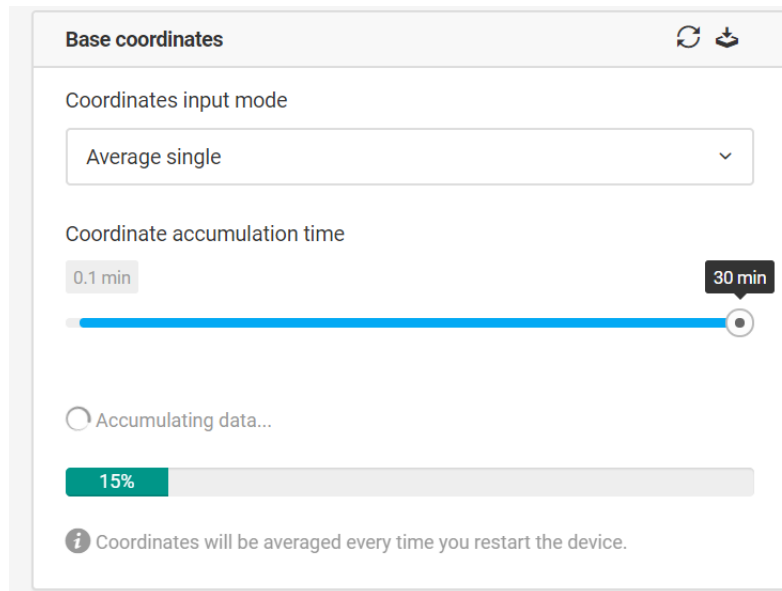 Base coordinates
Coordinates input mode
Average single
Coordinate accumulation time
0.1 min
30 min
Accumulating data...
15%
Coordinates will be averaged every time you restart the device.